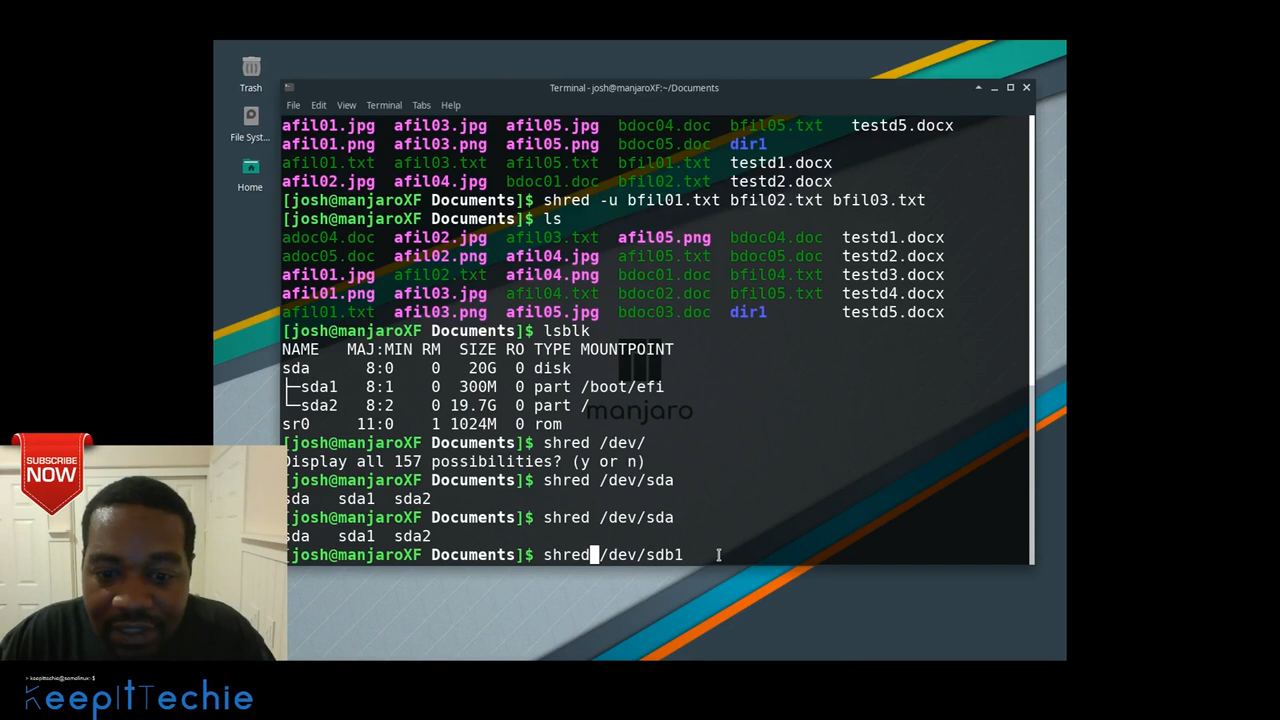 Trash
File Syst...
Home
Terminal - josh@manjaroXF:~/Documents
File Edit View Terminal Tabs Help
afil01.jpg afil03.jpg afil05.jpg bdoc04.doc bfil05.txt testd5.docx
afil01.png afil03.png afil05.png bdoc05.doc dir1
afil01.txt afil03.txt afil05.txt bfil01.txt testd1.docx
afil02.jpg afil04.jpg bdoc01.doc bfil02.txt testd2.docx
[josh@manjaroXF Documents]$ shred -u bfil01.txt bfil02.txt bfil03.txt
[josh@manjaroXF Documents]$ ls
adoc04.doc afil02.jpg afil03.txt afil05.png bdoc04.doc testd1.docx
adoc05.doc afil02.png afil04.jpg afil05.txt bdoc05.doc testd2.docx
afil01.jpg afil02.txt afil04.png bdoc01.doc bfil04.txt testd3.docx
afil01.png afil03.jpg afil04.txt bdoc02.doc bfil05.txt testd4.docx
afil01.txt afil03.png afil05.jpg bdoc03.doc dir1 testd5.docx
[josh@manjaroXF Documents]$ lsblk
NAME MAJ:MIN RM SIZE RO TYPE MOUNTPOINT
sda 8:0 0 20G 0 disk
├─sda1 8:1 0 300M 0 part /boot/efi
└─sda2 8:2 0 19.7G 0 part /
sr0 11:0 1 1024M 0 rom
manjaro
[josh@manjaroXF Documents]$ shred /dev/
Display all 157 possibilities? (y or n)
[josh@manjaroXF Documents]$ shred /dev/sda
sda sda1 sda2
[josh@manjaroXF Documents]$ shred /dev/sda
sda sda1 sda2
[josh@manjaroXF Documents]$ shred /dev/sdb1
SUBSCRIBE
NOW
> keepittechie@somelinux:~$
KeepItTechie